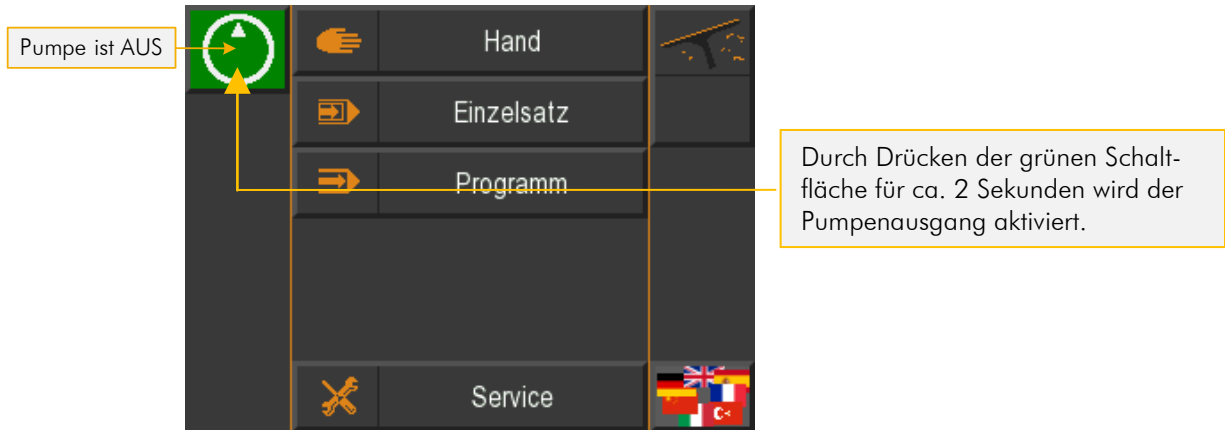 Pumpe ist AUS
Hand
Einzelsatz
Programm
Service
Durch Drücken der grünen Schalt-
fläche für ca. 2 Sekunden wird der
Pumpenausgang aktiviert.